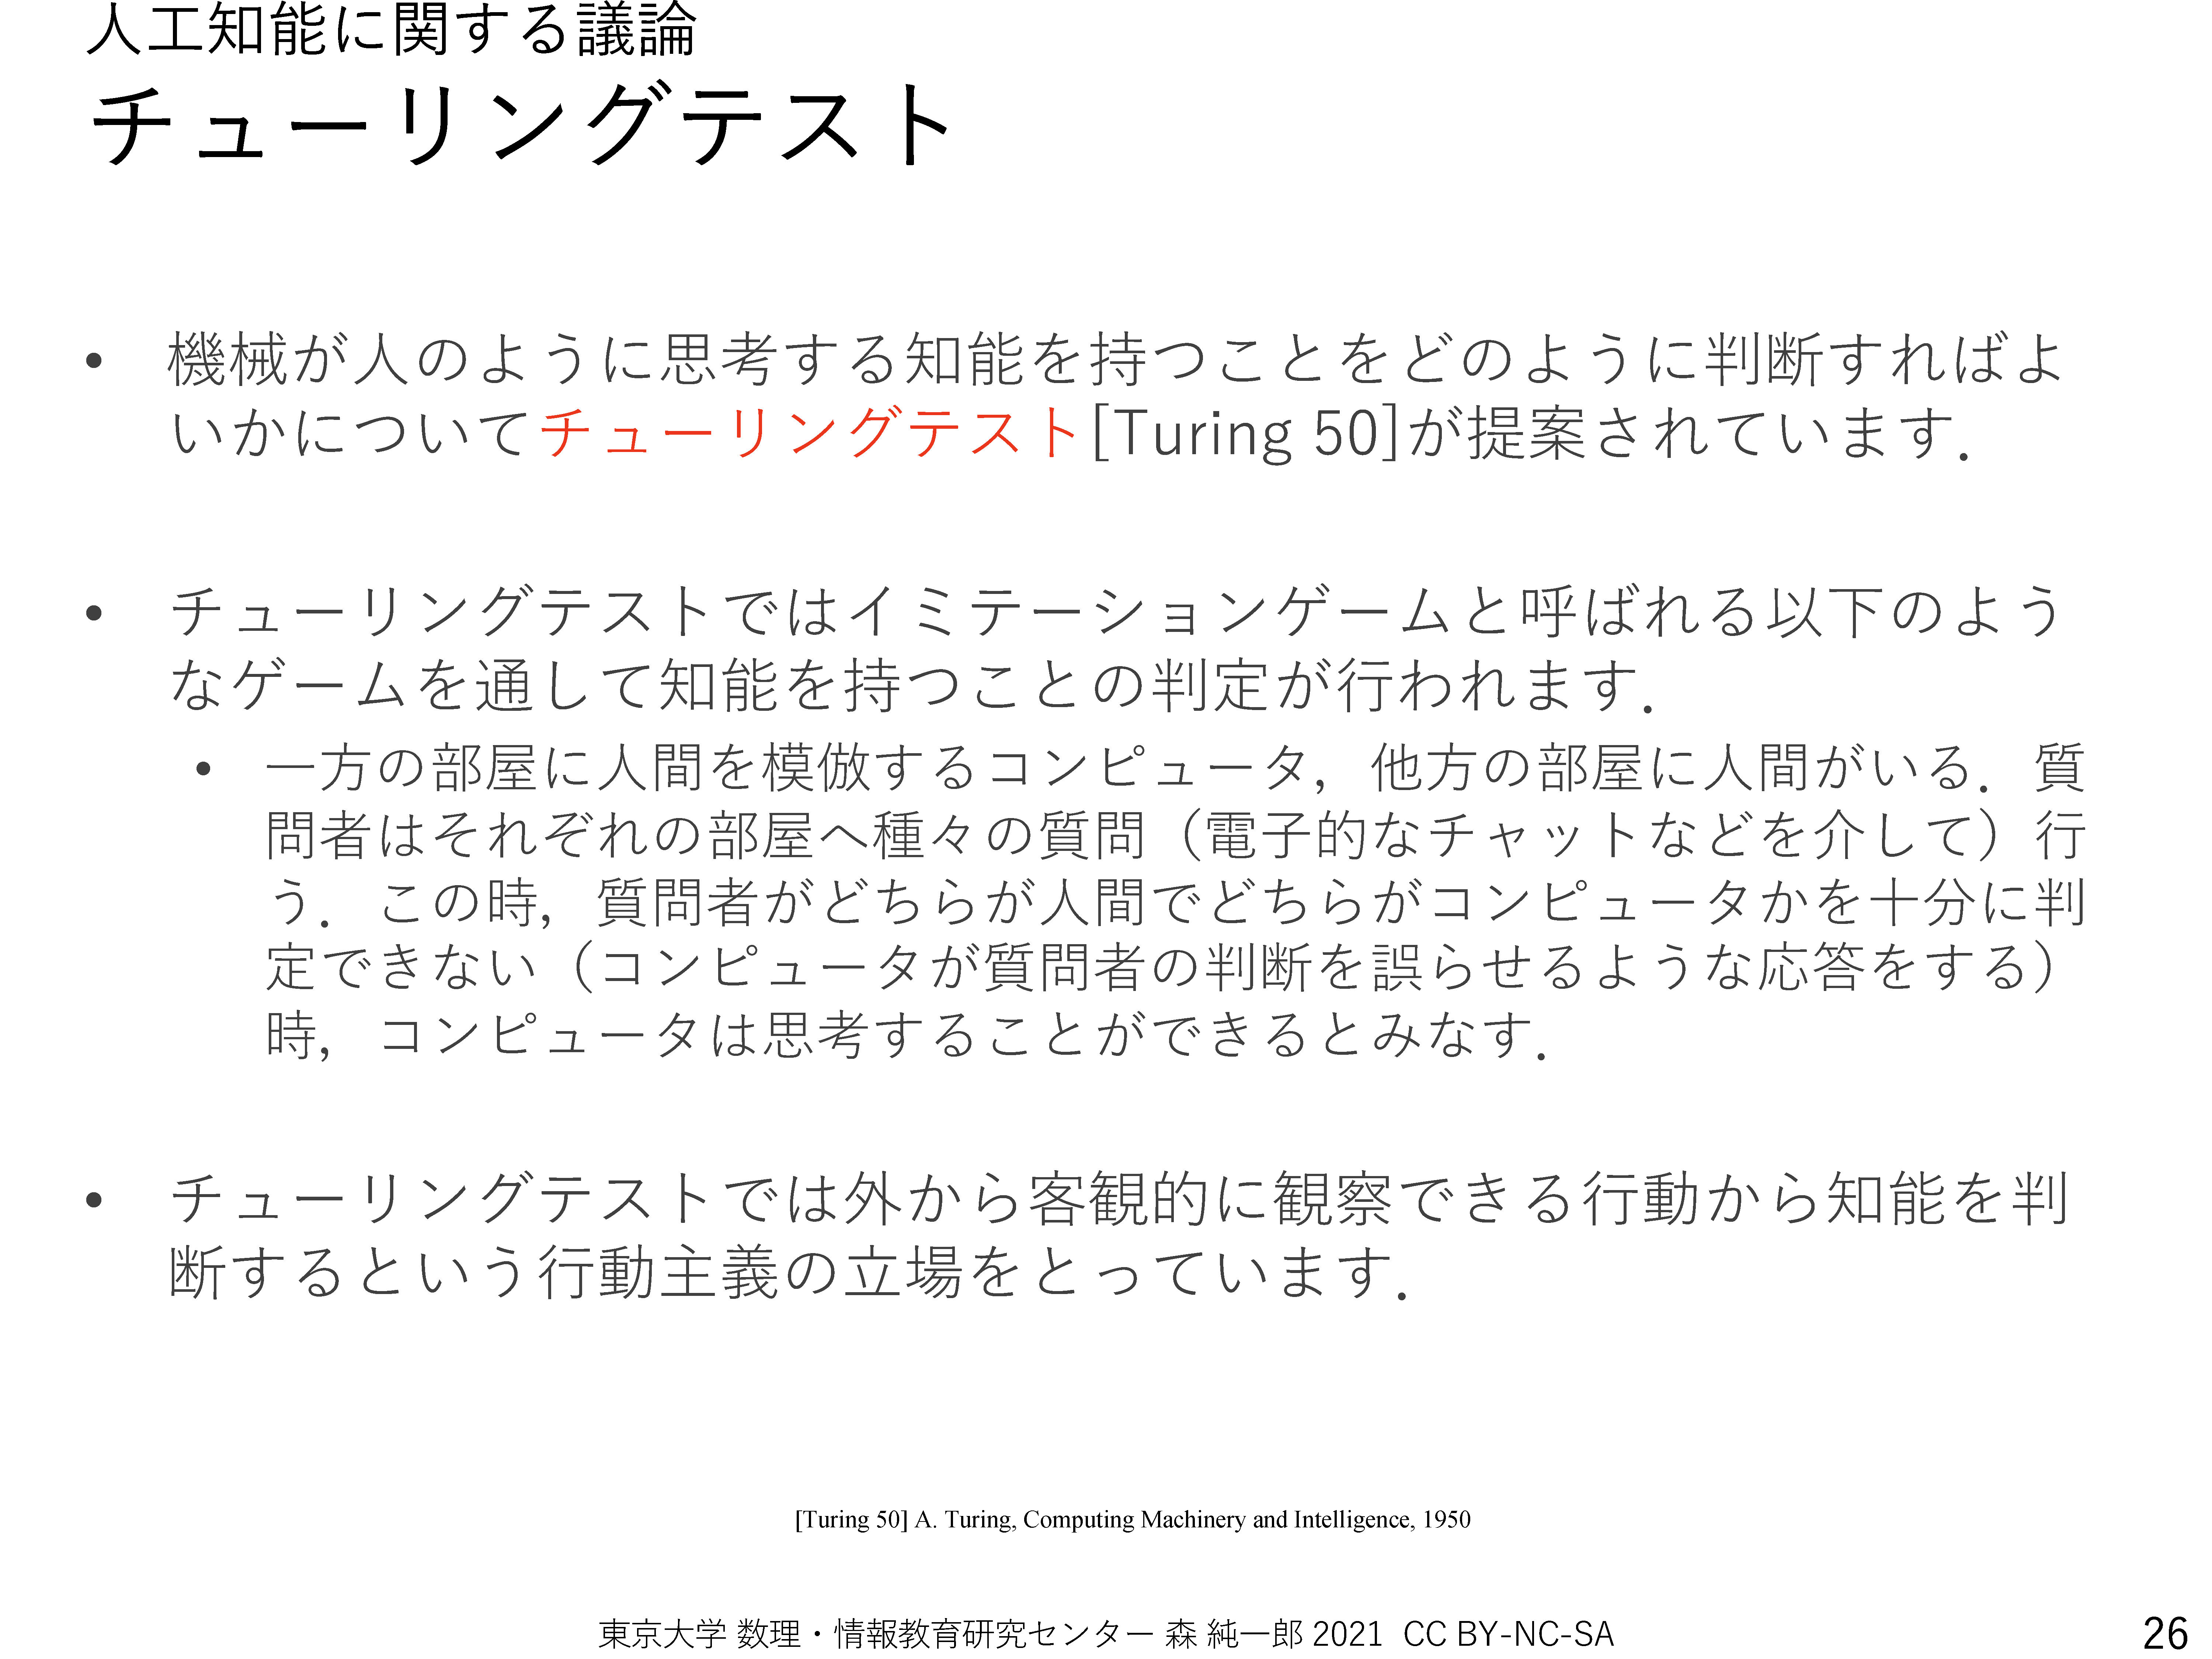 人工知能に関する議論
チューリングテスト
• 機械が人のように思考する知能を持つことをどのように判断すればよ
いかについてチューリングテスト[Turing 50]が提案されています．
• チューリングテストではイミテーションゲームと呼ばれる以下のよう
なゲームを通して知能を持つことの判定が行われます．
• 一方の部屋に人間を模倣するコンピュータ，他方の部屋に人間がいる．質
問者はそれぞれの部屋へ種々の質問（電子的なチャットなどを介して）行
う．この時，質問者がどちらが人間でどちらがコンピュータかを十分に判
定できない（コンピュータが質問者の判断を誤らせるような応答をする）
時，コンピュータは思考することができるとみなす．
• チューリングテストでは外から客観的に観察できる行動から知能を判
断するという行動主義の立場をとっています．
[Turing 50] A. Turing, Computing Machinery and Intelligence, 1950
東京大学 数理・情報教育研究センター 森 純一郎 2021 CC BY-NC-SA
26